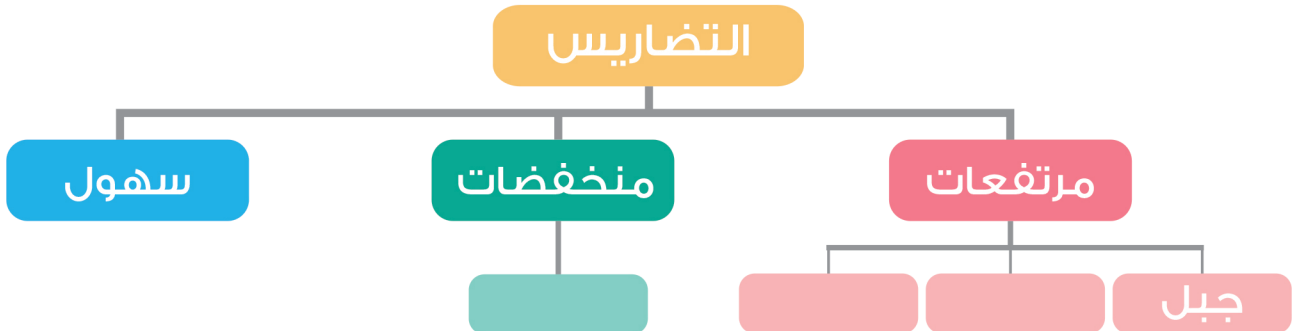 التضاريس
مرتفعات
منخفضات
سهول
جبل